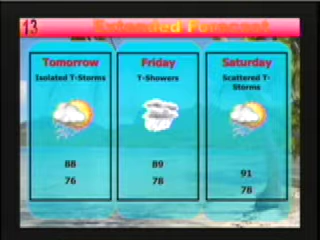 13
Extended Forecast
Tomorrow
Isolated T-Storms
88
76
Friday
T-Showers
89
78
Saturday
Scattered T-
Storms
91
78